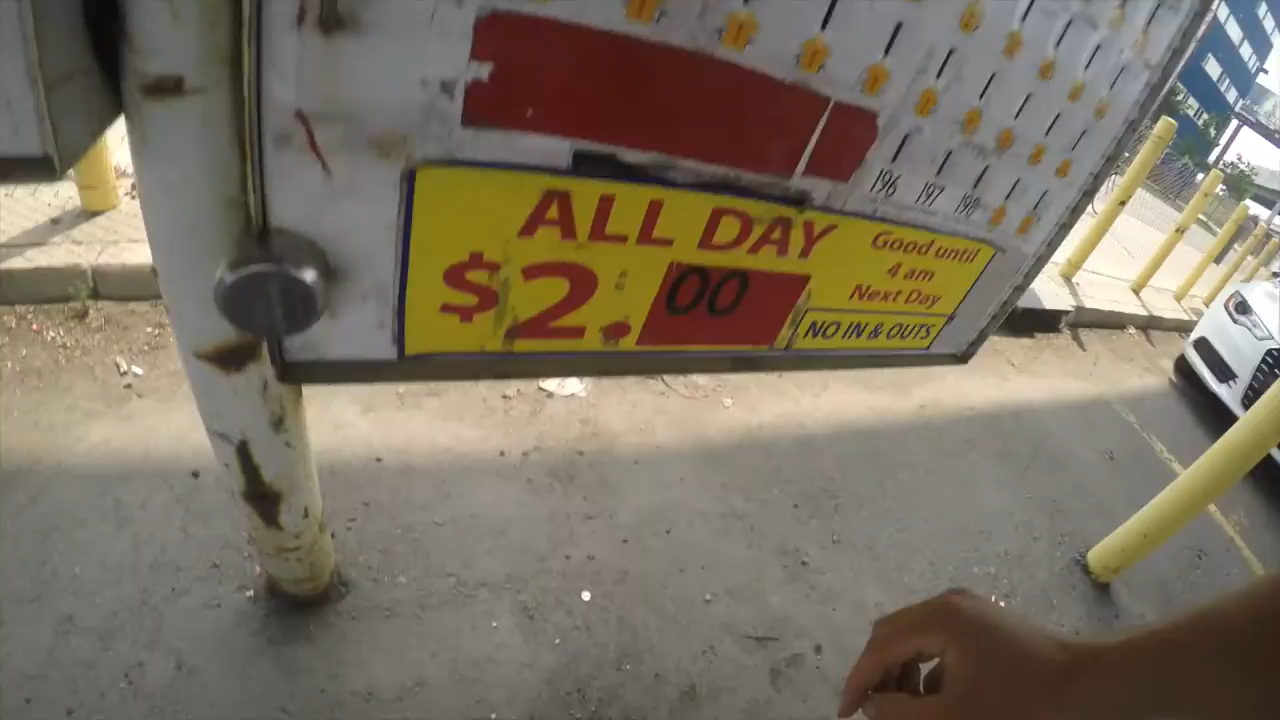 196 197 198
ALL DAY
$2.00
Good until
4 am
Next Day
NO IN & OUTS